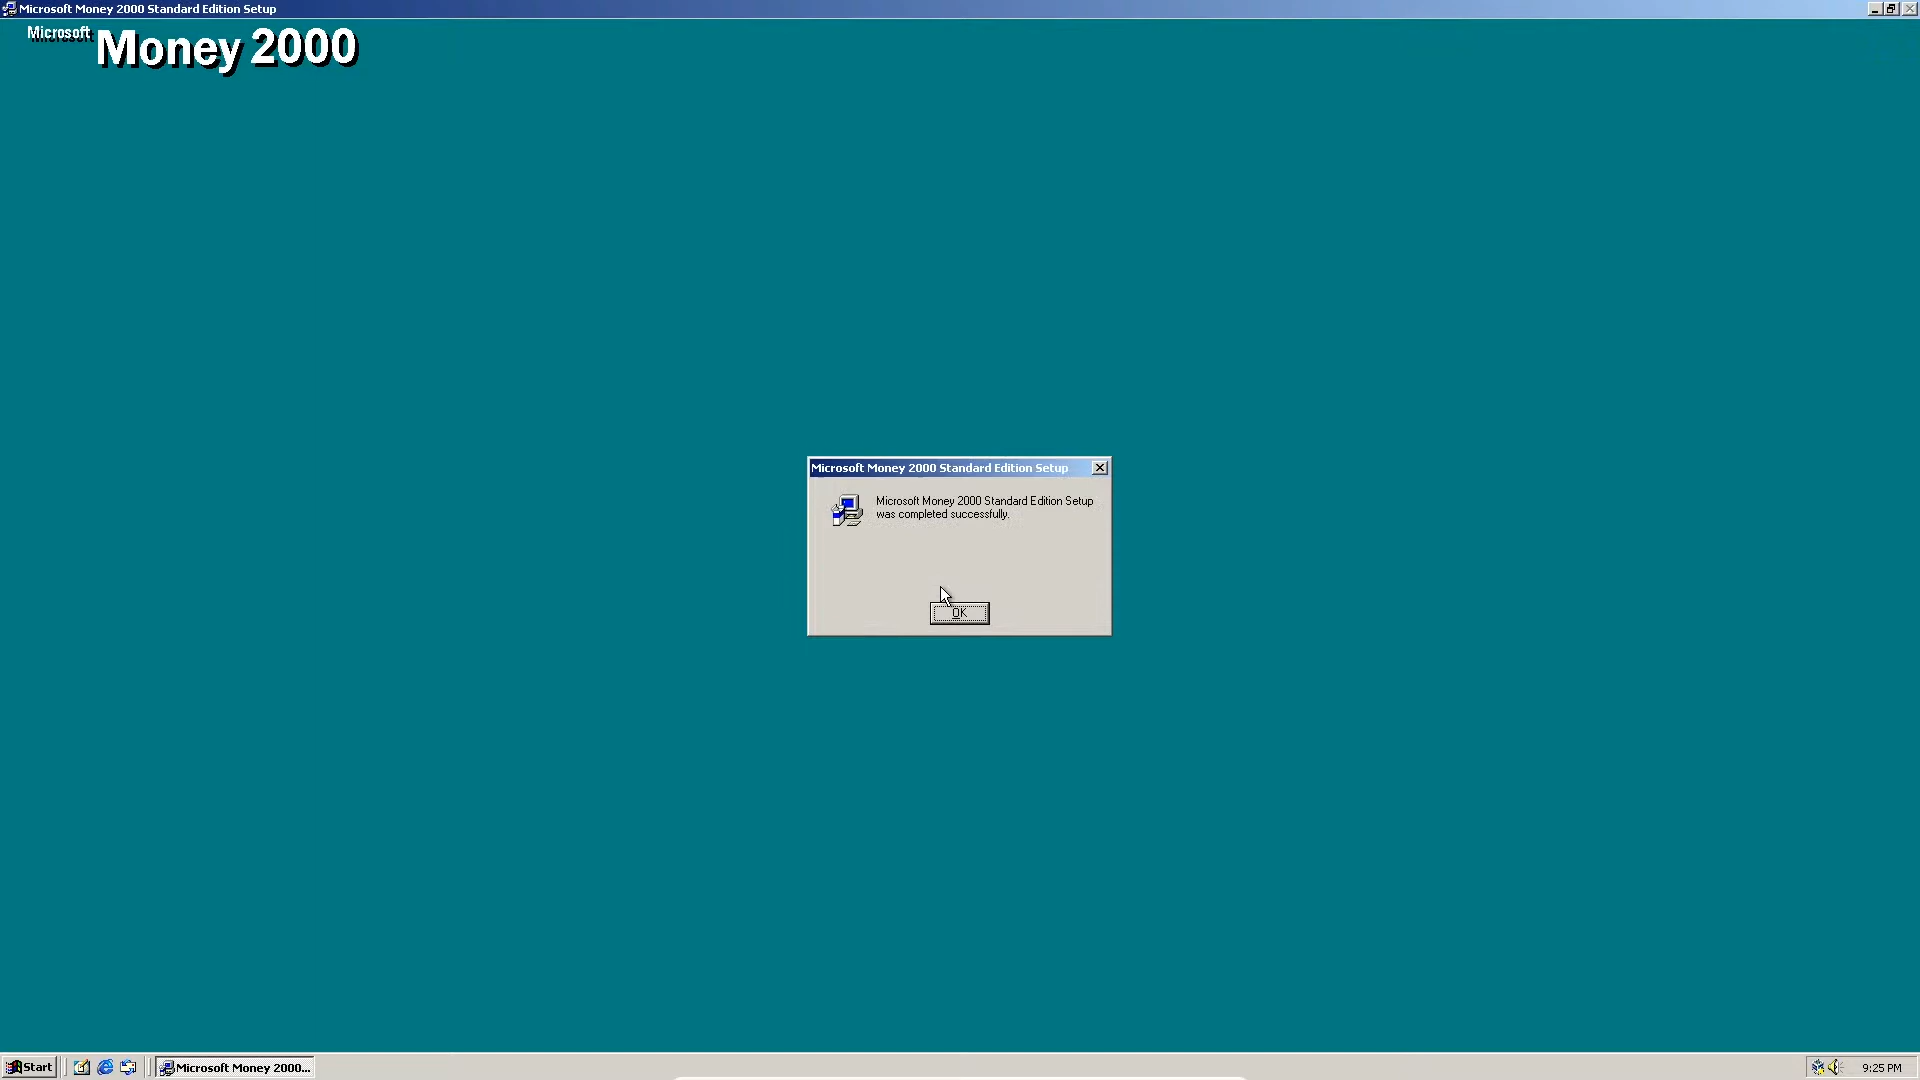 Microsoft Money 2000 Standard Edition Setup
Microsoft Money 2000
Microsoft Money 2000 Standard Edition Setup
Microsoft Money 2000 Standard Edition Setup
was completed successfully.
OK
Start
Microsoft Money 2000...
9:25 PM